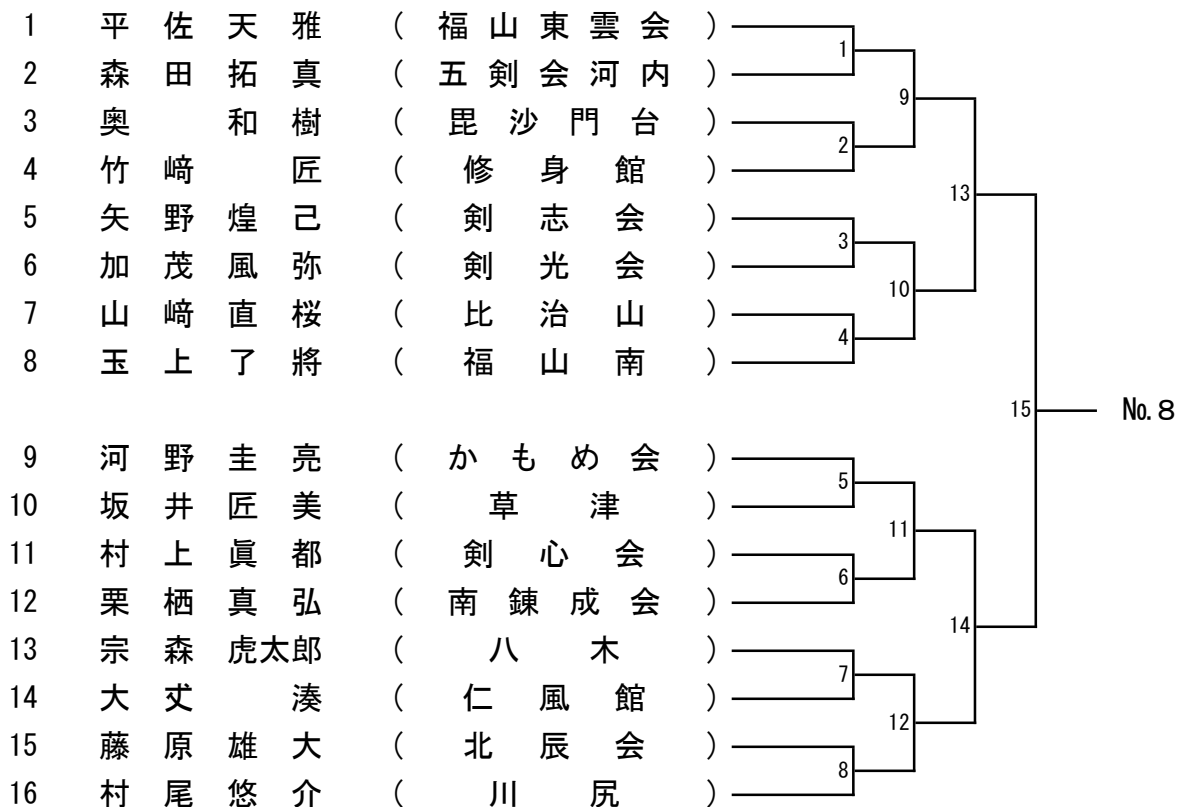 1 平佐天雅 (福山東雲会)
1
2 森田拓真 (五剣会河内)
9
3 奥 和樹 (毘沙門台)
2
4 竹﨑 匠 (修身館)
13
5 矢野煌己 (剣志会)
3
6 加茂風弥 (剣光会)
10
7 山﨑直桜 (比治山)
4
8 玉上了將 (福山南)
15 №8
9 河野圭亮 (かもめ会)
5
10 坂井匠美 (草津)
11
11 村上眞都 (剣心会)
6
12 栗栖真弘 (南錬成会)
14
13 宗森虎太郎 (八木)
7
14 大𠀋 湊 (仁風館)
12
15 藤原雄大 (北辰会)
8
16 村尾悠介 (川尻)